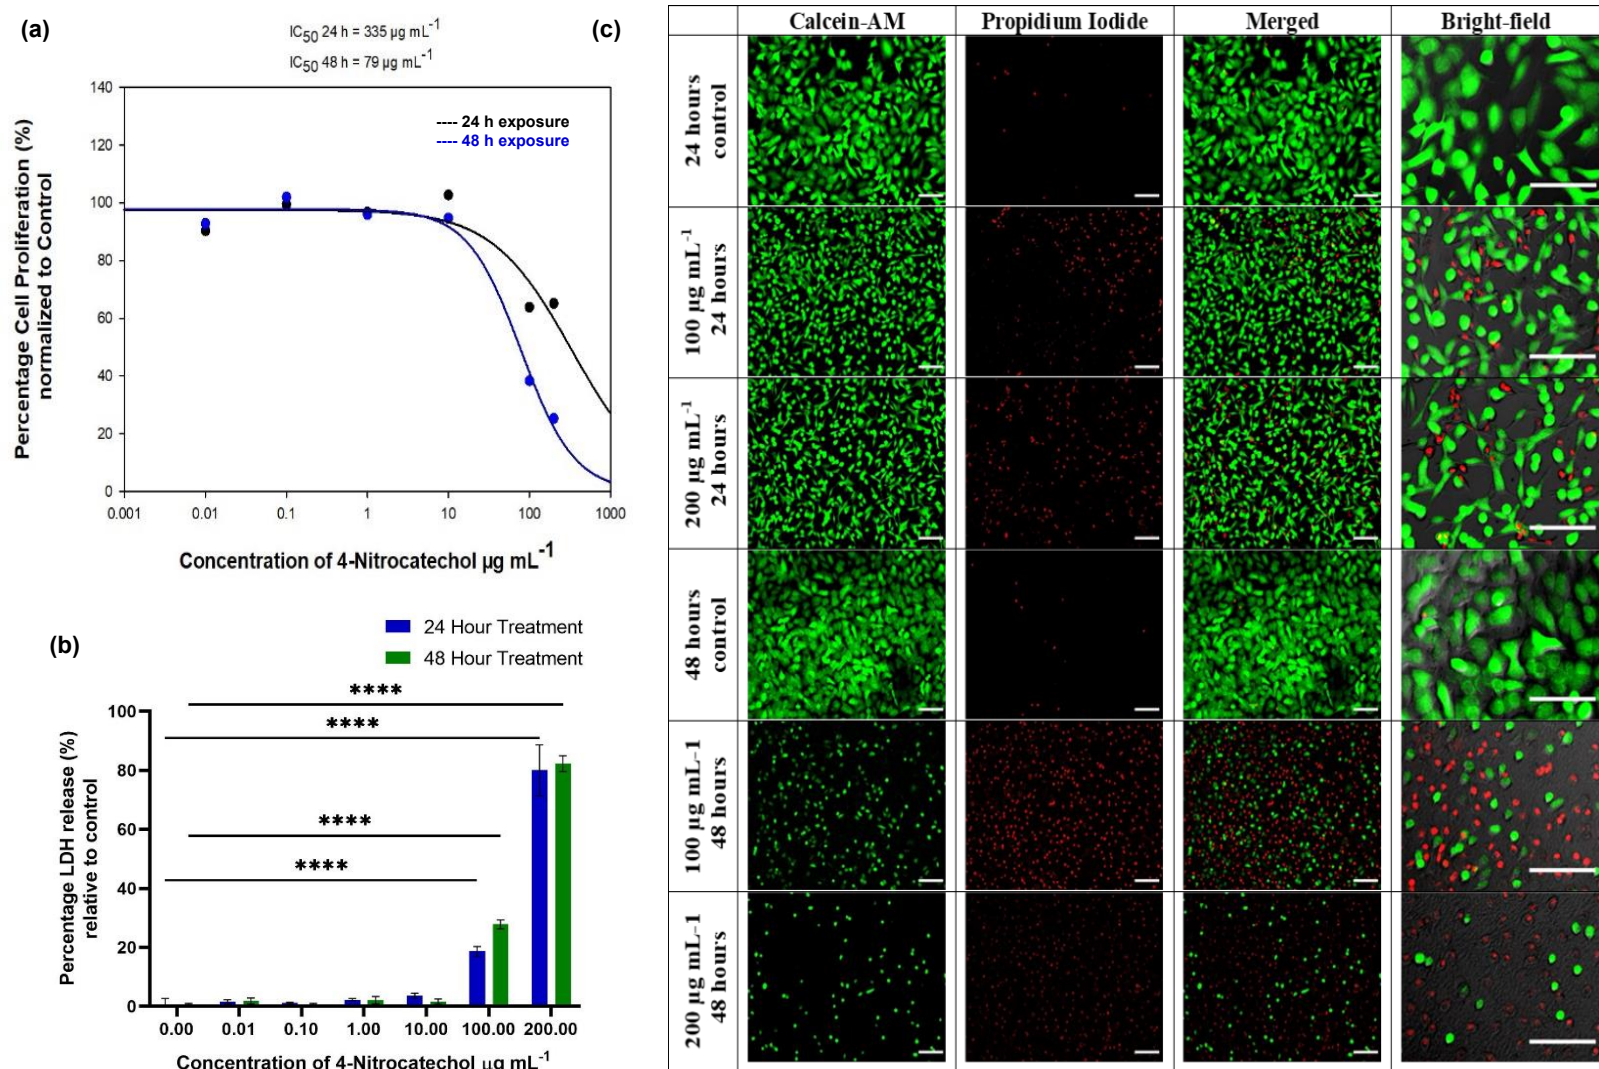 (a)
IC50 24 h = 335 µg mL-1
IC50 48 h = 79 µg mL-1
---- 24 h exposure
---- 48 h exposure
Percentage Cell Proliferation (%)
normalized to Control
140
120
100
80
60
40
20
0
0.001 0.01 0.1 1 10 100 1000
Concentration of 4-Nitrocatechol µg mL-1
(b)
24 Hour Treatment
48 Hour Treatment
****
****
****
****
Percentage LDH release (%)
relative to control
100
80
60
40
20
0
0.00 0.01 0.10 1.00 10.00 100.00 200.00
Concentration of 4-Nitrocatechol µg mL-1
(c)
Calcein-AM Propidium Iodide Merged Bright-field
24 hours
control
100 µg mL-1
24 hours
200 µg mL-1
24 hours
48 hours
control
100 µg mL-1
48 hours
200 µg mL-1
48 hours